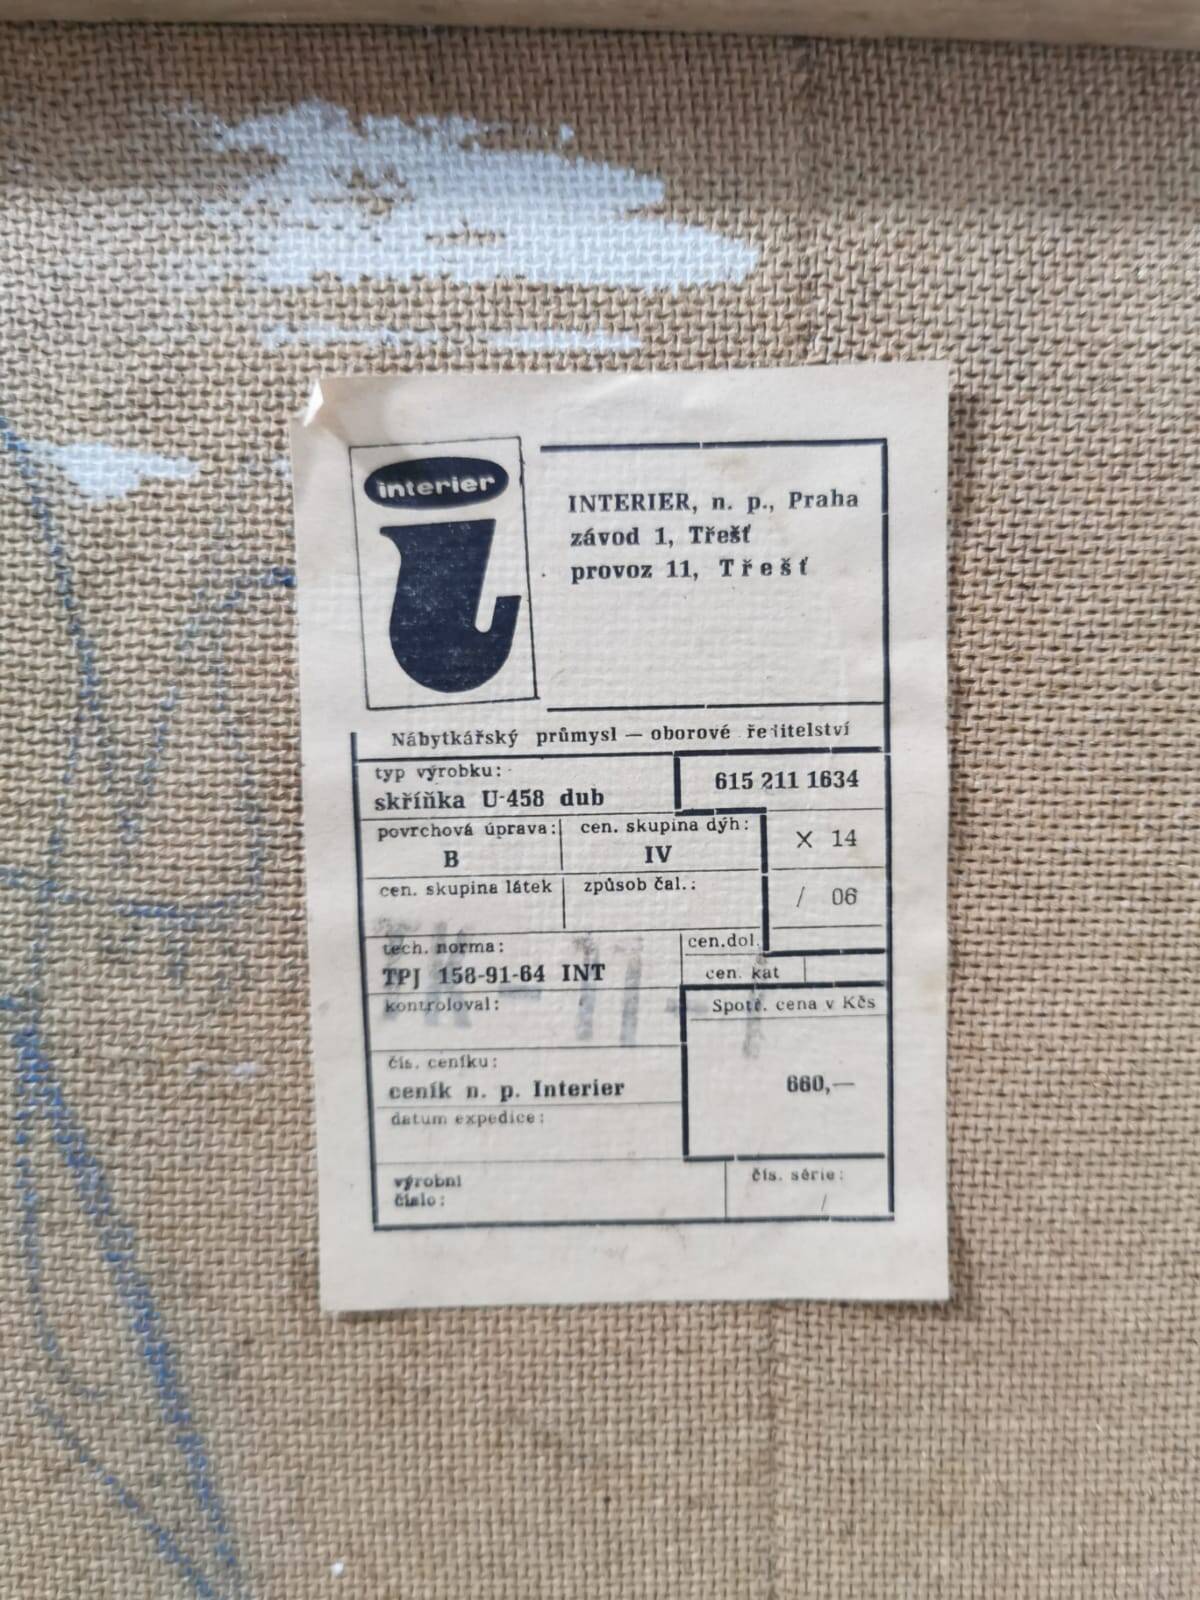 interier
INTERIER, n. p., Praha
závod 1, Třešť
provoz 11, Třešť
Nábytkářský průmysl — oborové ředitelství
typ výrobku:
skříňka U-458 dub
615 211 1634
povrchová úprava:
B
cen. skupina dýh:
IV
X 14
cen. skupina látek
způsob čal.:
/ 06
tech. norma:
TPJ 158-91-64 INT
cen.dol.
cen. kat
kontroloval:
Spotř. cena v Kčs
660,—
čís. ceníku:
ceník n. p. Interier
datum expedice:
výrobní
číslo:
čís. série:
/